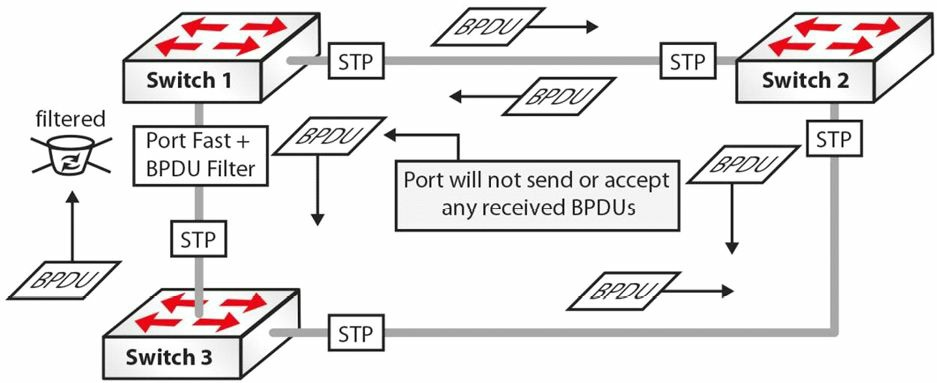 BPDU
STP
STP
Switch 1
Switch 2
BPDU
filtered
Port Fast +
BPDU Filter
BPDU
STP
BPDU
Port will not send or accept
any received BPDUs
STP
BPDU
BPDU
Switch 3
STP